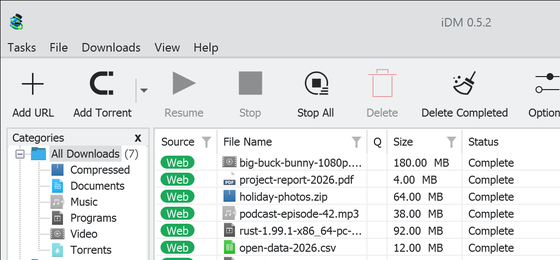 iDM 0.5.2
Tasks File Downloads View Help
Add URL Add Torrent Resume Stop Stop All Delete Delete Completed Option
Categories x
All Downloads (7)
Compressed
Documents
Music
Programs
Video
Torrents
Source File Name Q Size Status
Web big-buck-bunny-1080p.... 180.00 MB Complete
Web project-report-2026.pdf 4.00 MB Complete
Web holiday-photos.zip 64.00 MB Complete
Web podcast-episode-42.mp3 38.00 MB Complete
Web rust-1.99.1-x86_64-pc-... 92.00 MB Complete
Web open-data-2026.csv 12.00 MB Complete